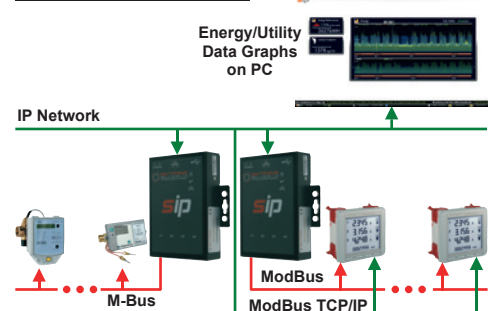 Energy/Utility
Data Graphs
on PC
IP Network
sip
sip
ModBus
M-Bus
ModBus TCP/IP